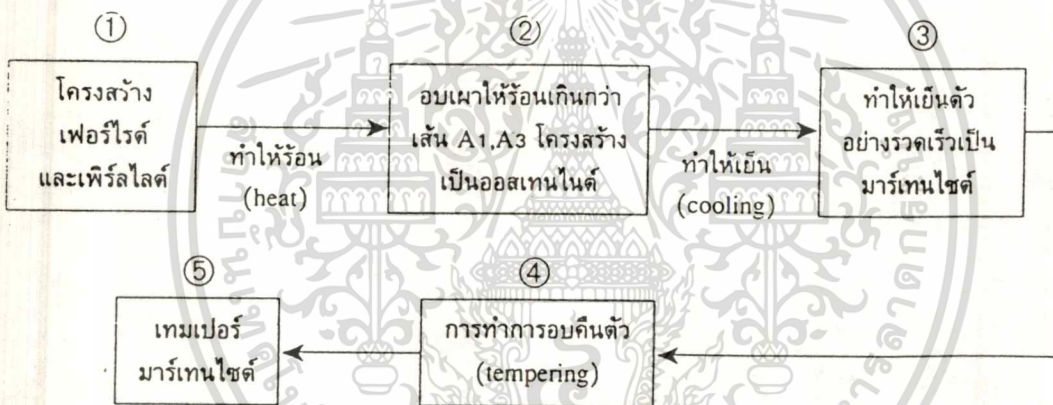 ①
โครงสว้าง
เฟอร์ไรต์
และเพิร์ลไลต์
ทำให้ร้อน
(heat)
②
อบเผาให้ร้อนเกินกว่า
เส้น A1,A3 โครงสร้าง
เป็นออสเทนไนต์
ทำให้เย็น
(cooling)
③
ทำให้เย็นตัว
อย่างรวดเร็วเป็น
มาร์เทนไซต์
④
การทำการอบคืนตัว
(tempering)
⑤
เทมเปอร์
มาร์เทนไซต์